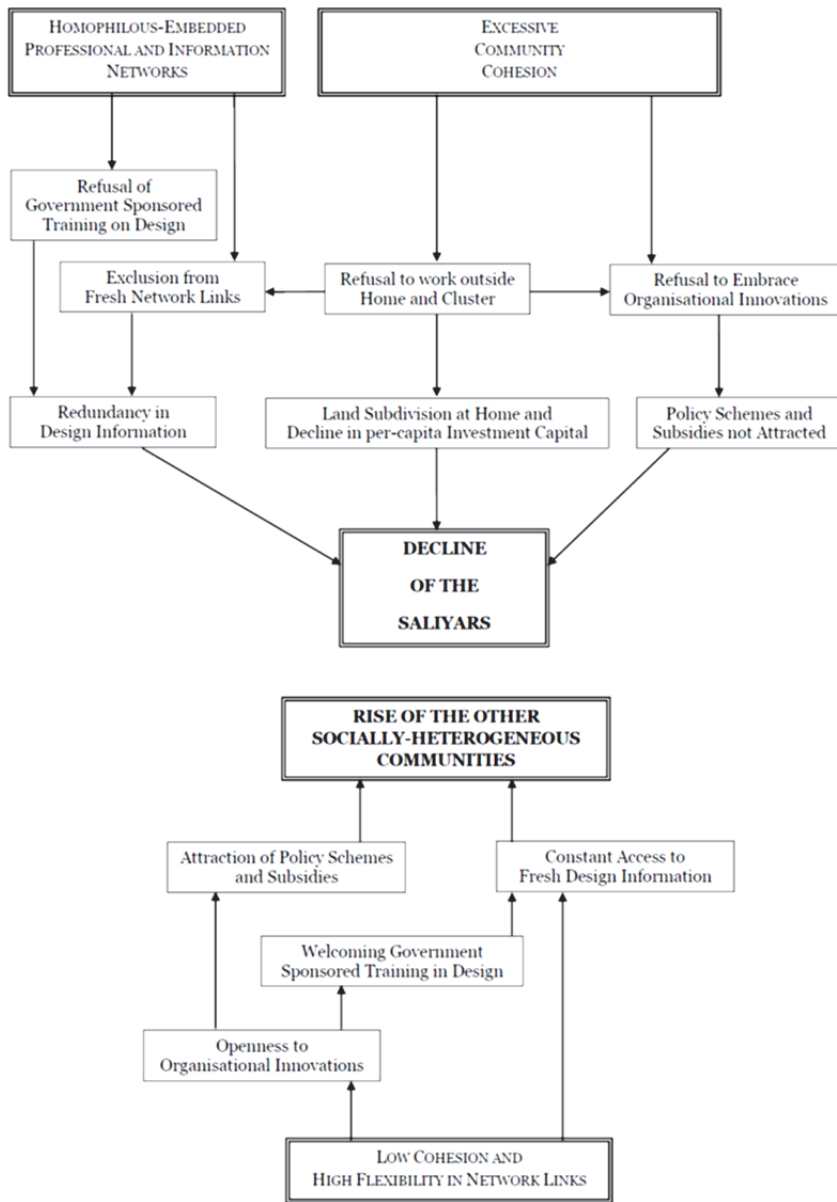 HOMOPHILOUS-EMBEDDED
PROFESSIONAL AND INFORMATION
NETWORKS
EXCESSIVE
COMMUNITY
COHESION
Refusal of
Government Sponsored
Training on Design
Exclusion from
Fresh Network Links
Refusal to work outside
Home and Cluster
Refusal to Embrace
Organisational Innovations
Redundancy in
Design Information
Land Subdivision at Home and
Decline in per-capita Investment Capital
Policy Schemes and
Subsidies not Attracted
DECLINE
OF THE
SALIYARS
RISE OF THE OTHER
SOCIALLY-HETEROGENEOUS
COMMUNITIES
Attraction of Policy Schemes
and Subsidies
Constant Access to
Fresh Design Information
Welcoming Government
Sponsored Training in Design
Openness to
Organisational Innovations
LOW COHESION AND
HIGH FLEXIBILITY IN NETWORK LINKS